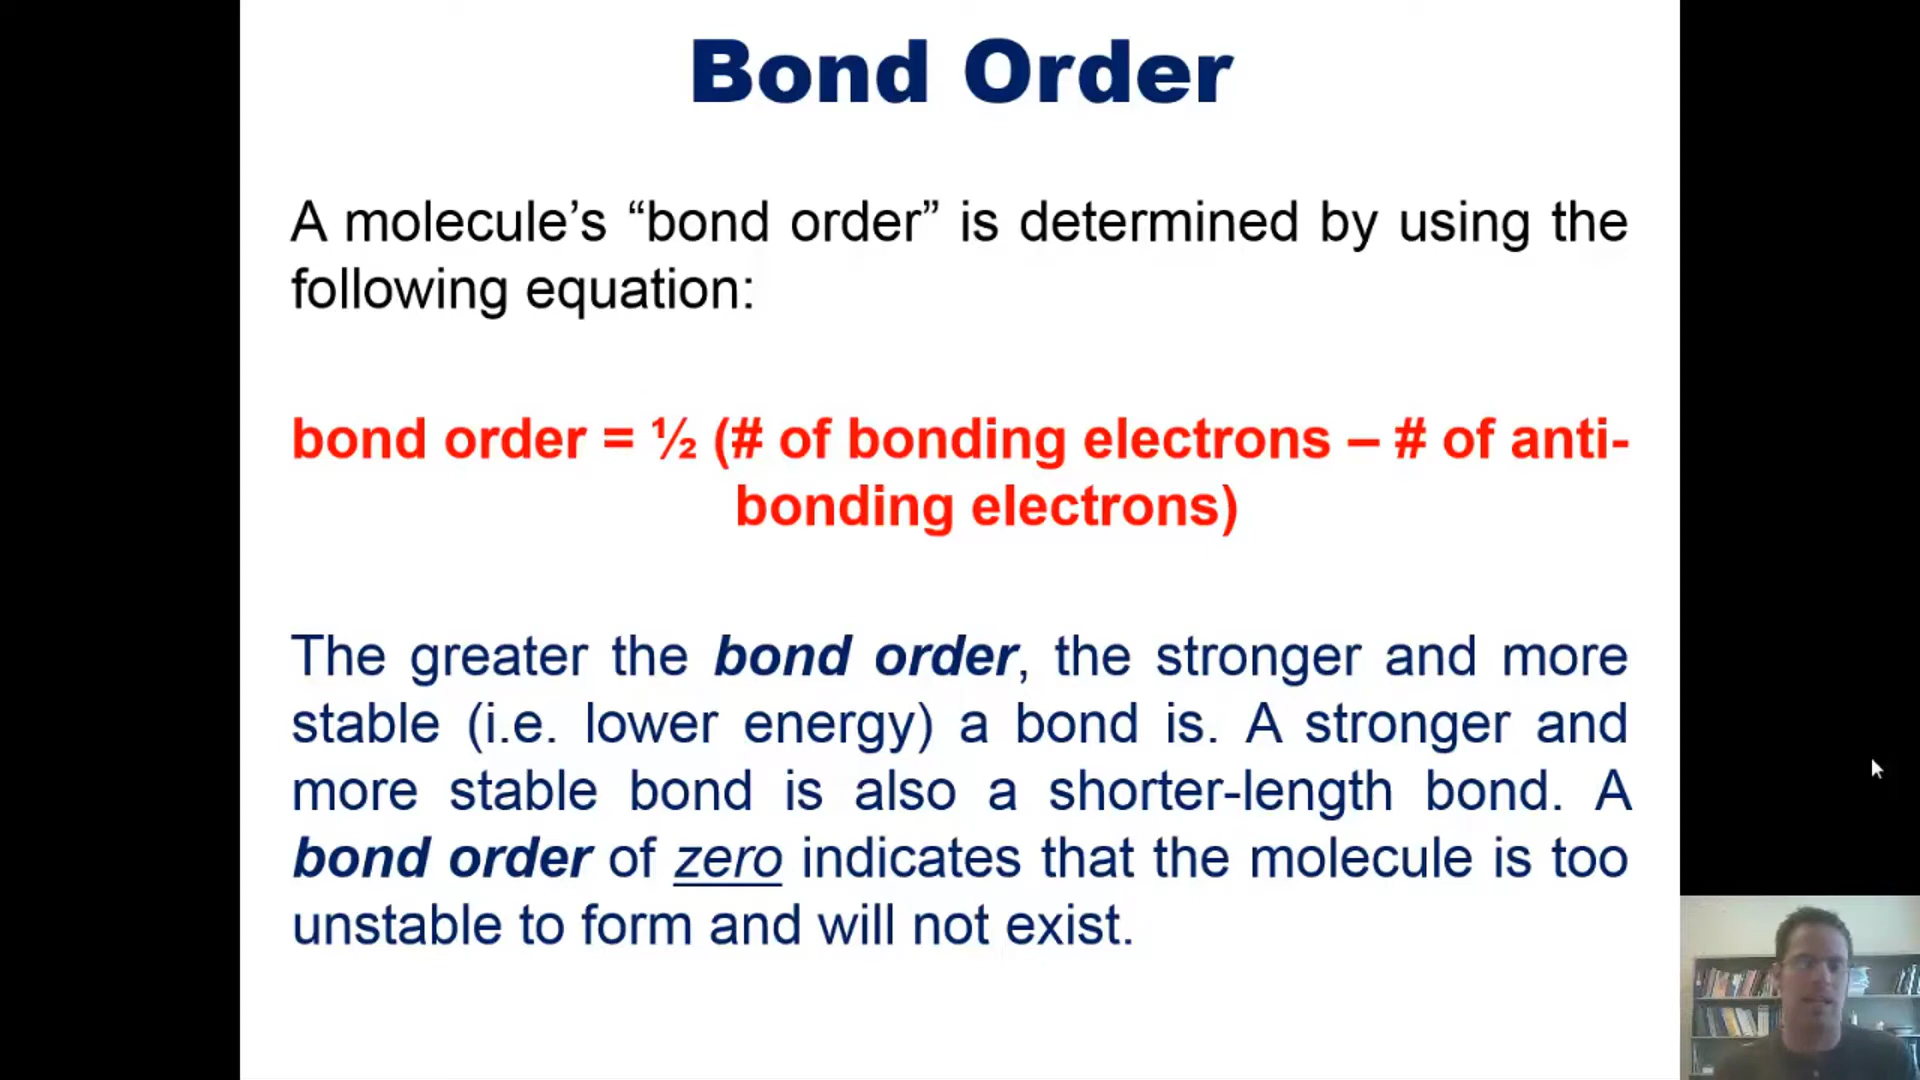 Bond Order
A molecule’s “bond order” is determined by using the
following equation:
bond order = ½ (# of bonding electrons – # of anti-
bonding electrons)
The greater the bond order, the stronger and more
stable (i.e. lower energy) a bond is. A stronger and
more stable bond is also a shorter-length bond. A
bond order of zero indicates that the molecule is too
unstable to form and will not exist.